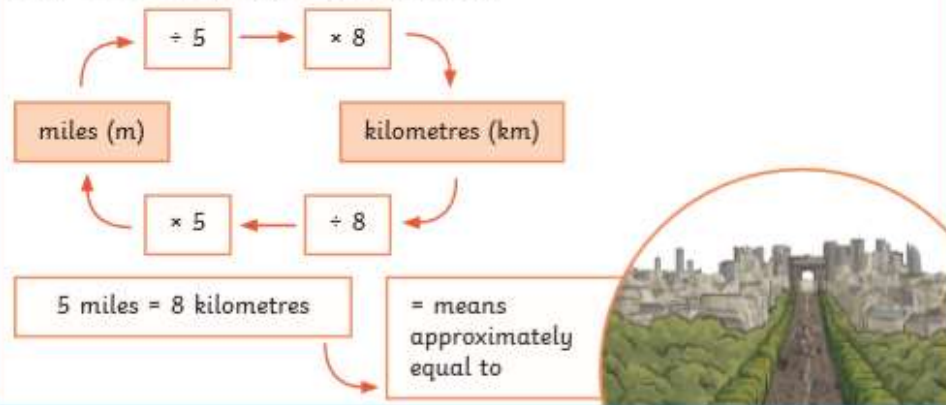 ÷ 5
× 8
miles (m)
kilometres (km)
× 5
÷ 8
5 miles = 8 kilometres
= means
approximately
equal to